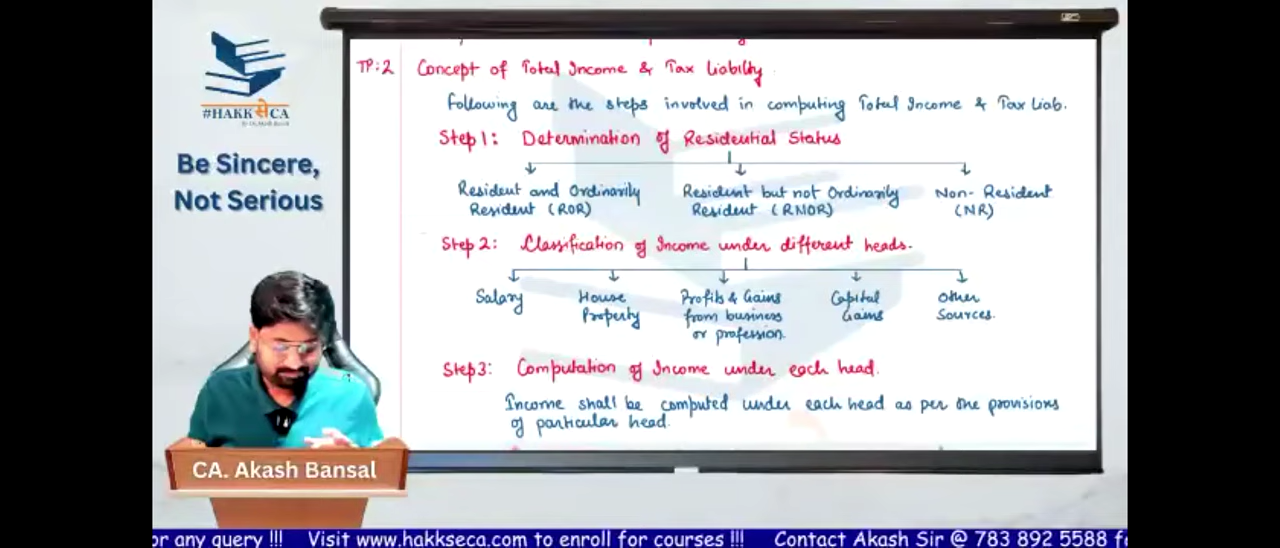 #HAKKसेCA
Be Sincere,
Not Serious
CA. Akash Bansal
TP:2 Concept of Total Income & Tax Liability
Following are the steps involved in computing Total Income & Tax Liab.
Step 1: Determination of Residential Status
Resident and Ordinarily
Resident (ROR)
Resident but not Ordinarily
Resident (RNOR)
Non-Resident
(NR)
Step 2: Classification of Income under different heads.
Salary
House
Property
Profits & Gains
from business
or profession.
Capital
Gains
Other
Sources.
Step 3: Computation of Income under each head.
Income shall be computed under each head as per the provisions
of particular head.
or any query !!! Visit www.hakkseca.com to enroll for courses !!! Contact Akash Sir @ 783 892 5588 f